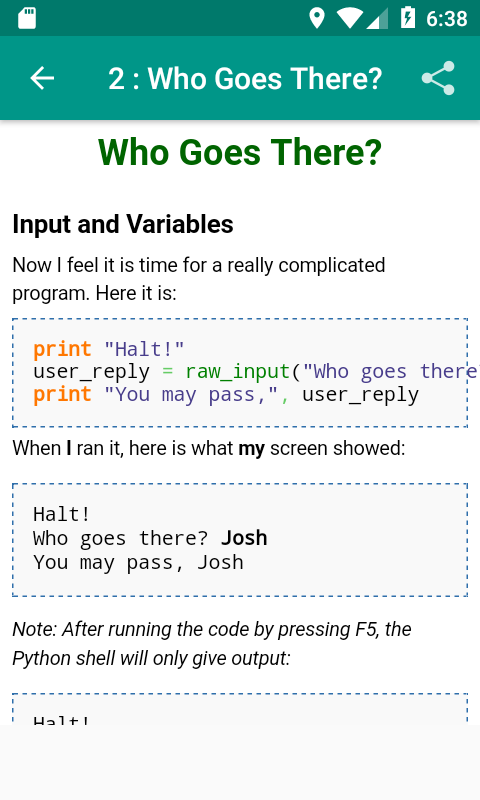 6:38
2 : Who Goes There?
Who Goes There?
Input and Variables
Now I feel it is time for a really complicated
program. Here it is:
print "Halt!"
user_reply = raw_input("Who goes there
print "You may pass,", user_reply
When I ran it, here is what my screen showed:
Halt!
Who goes there? Josh
You may pass, Josh
Note: After running the code by pressing F5, the
Python shell will only give output:
Halt!